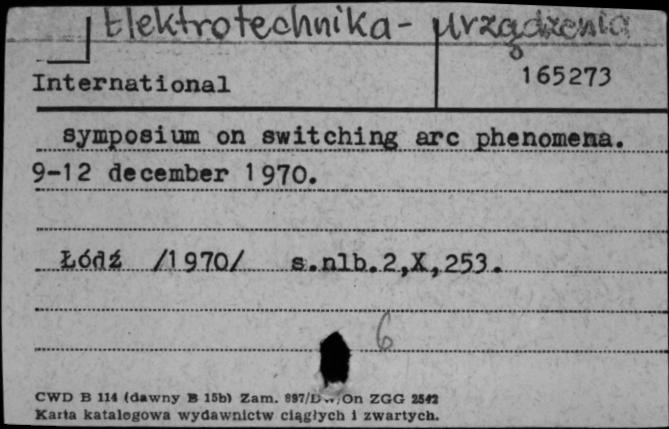 Elektrotechnika - urządzenia
International
165273
symposium on switching arc phenomena.
9-12 december 1970.
Łódź /1970/ s.nlb.2,X,253.
6
CWD B 114 (dawny B 15b) Zam. 897/DW/On ZGG 2542
Karta katalogowa wydawnictw ciągłych i zwartych.